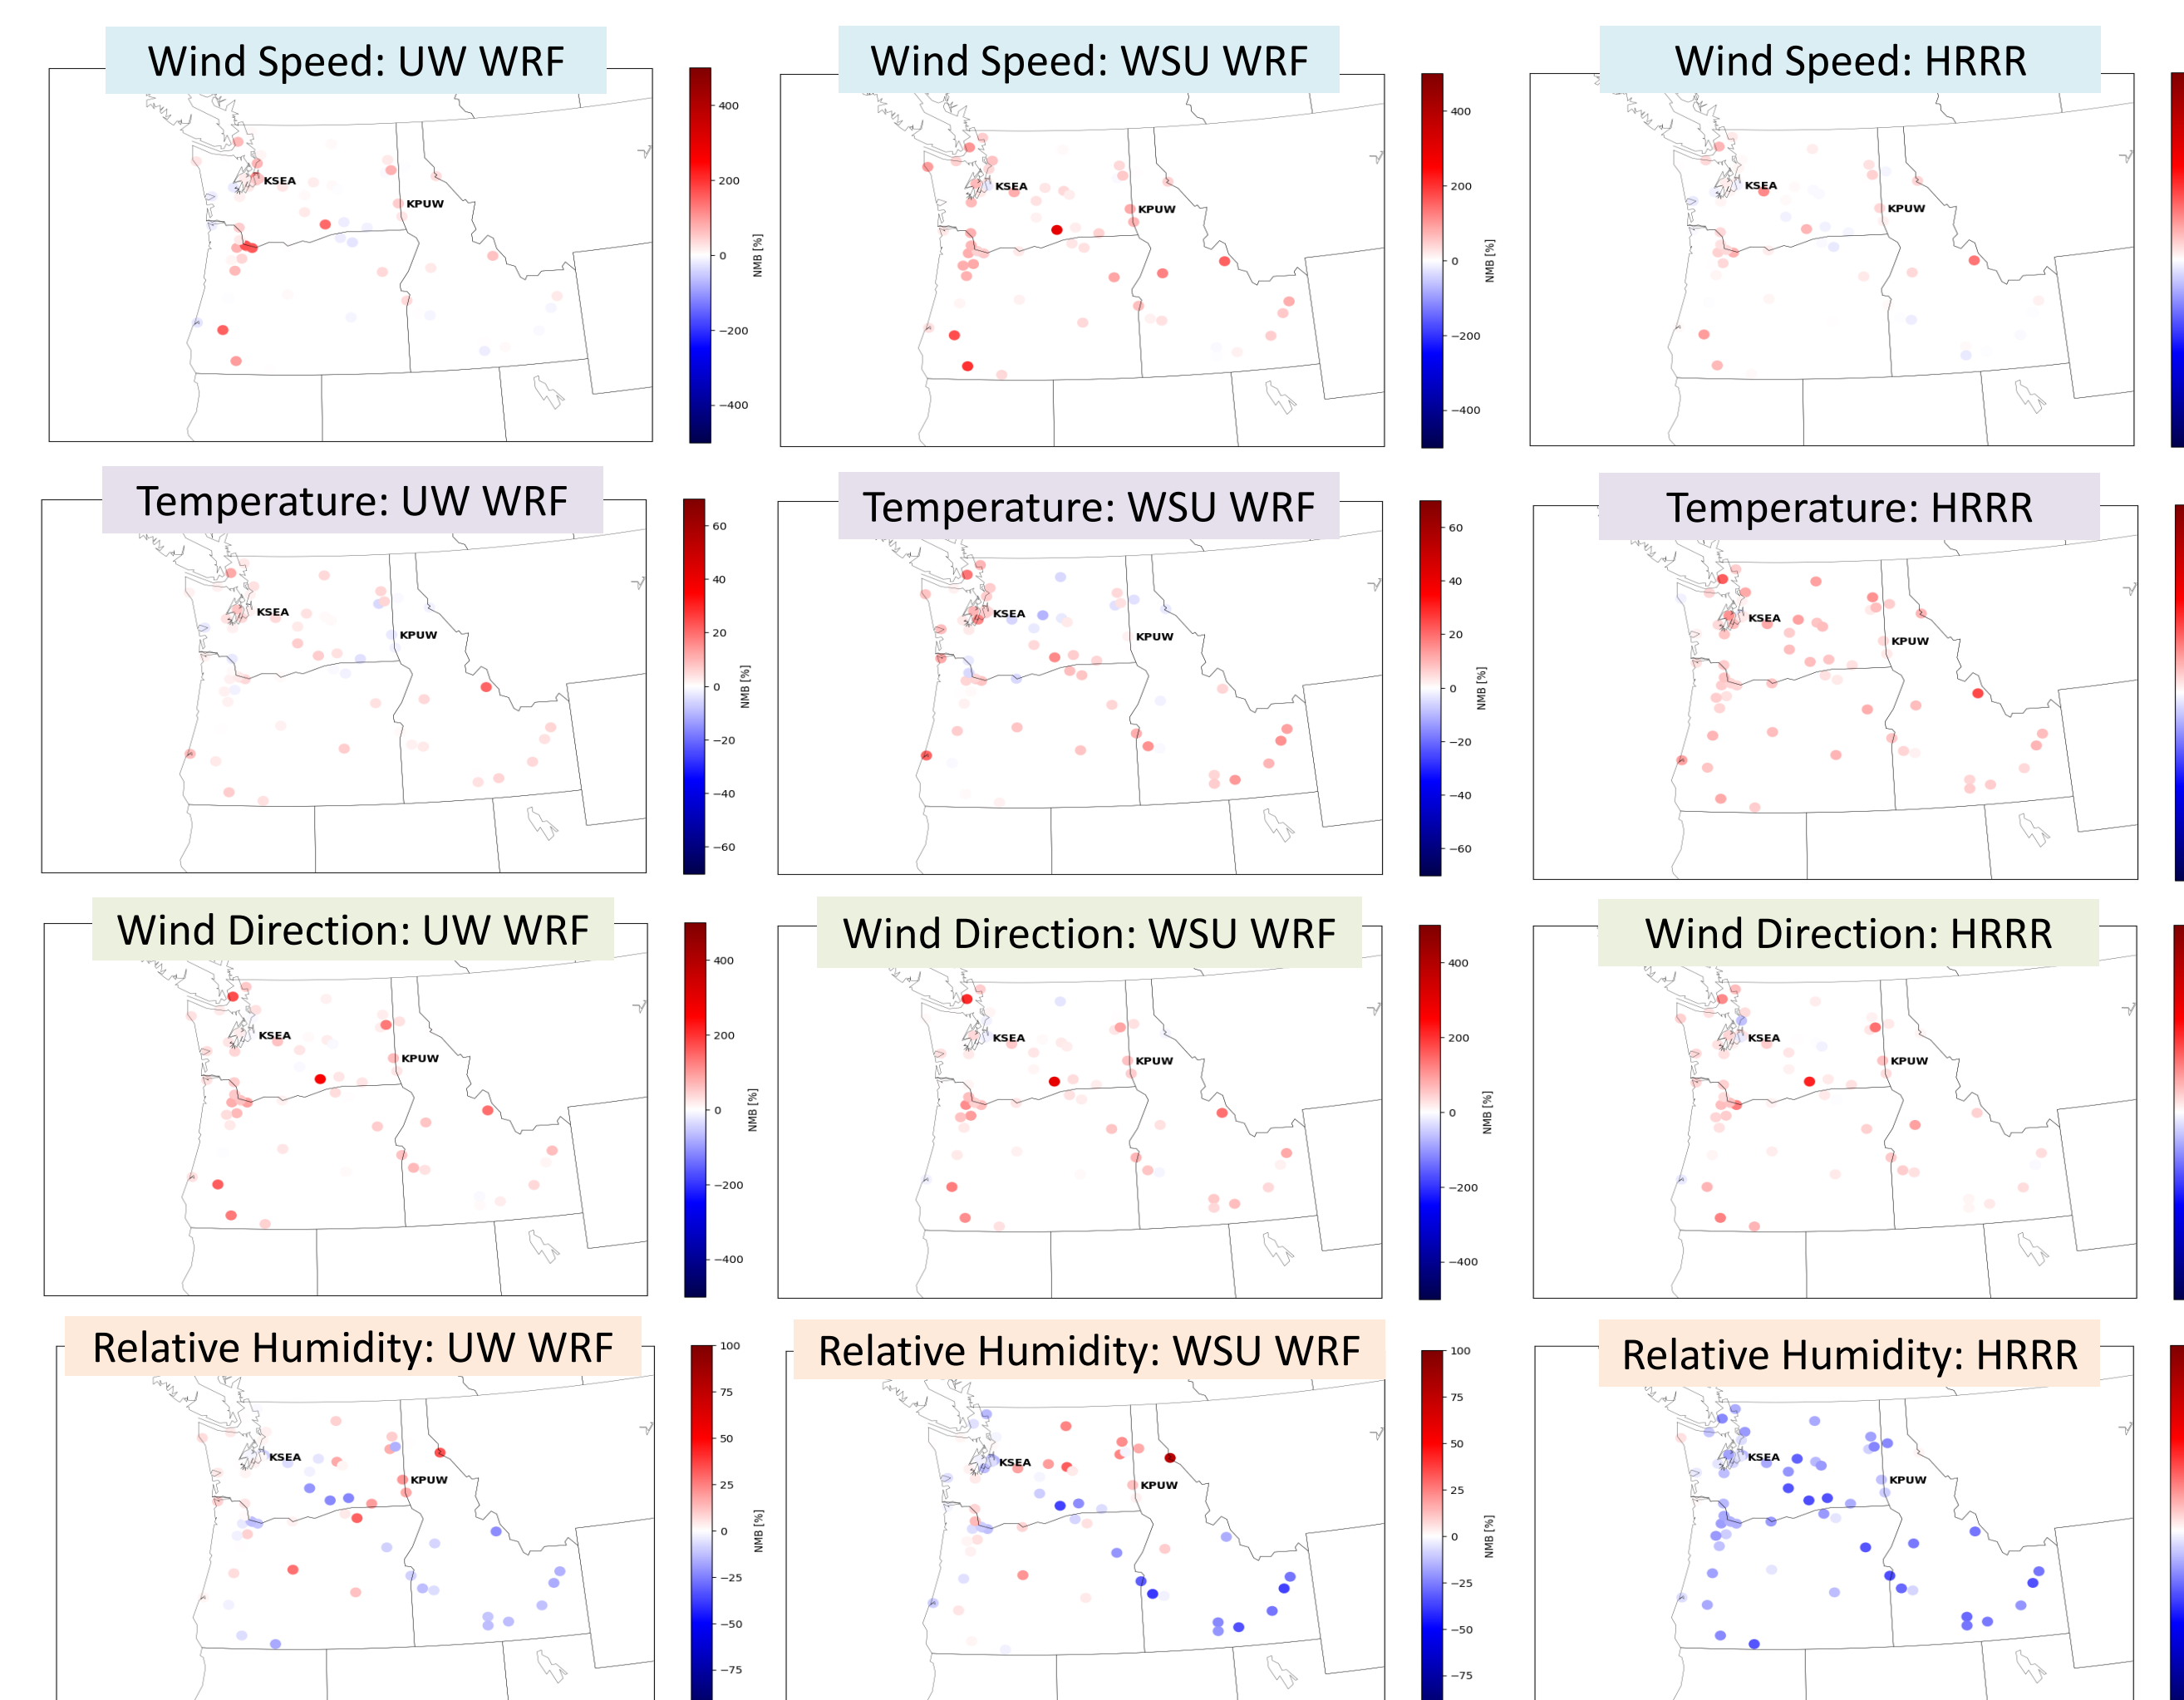 Wind Speed: UW WRF
Wind Speed: WSU WRF
Wind Speed: HRRR
KSEA
KPUW
400
200
0
−200
−400
NMB [%]
KSEA
KPUW
400
200
0
−200
−400
NMB [%]
KSEA
KPUW
Temperature: UW WRF
Temperature: WSU WRF
Temperature: HRRR
KSEA
KPUW
60
40
20
0
−20
−40
−60
NMB [%]
KSEA
KPUW
60
40
20
0
−20
−40
−60
NMB [%]
KSEA
KPUW
Wind Direction: UW WRF
Wind Direction: WSU WRF
Wind Direction: HRRR
KSEA
KPUW
400
200
0
−200
−400
NMB [%]
KSEA
KPUW
400
200
0
−200
−400
NMB [%]
KSEA
KPUW
Relative Humidity: UW WRF
Relative Humidity: WSU WRF
Relative Humidity: HRRR
KSEA
KPUW
100
75
50
25
0
−25
−50
−75
NMB [%]
KSEA
KPUW
100
75
50
25
0
−25
−50
−75
NMB [%]
KSEA
KPUW